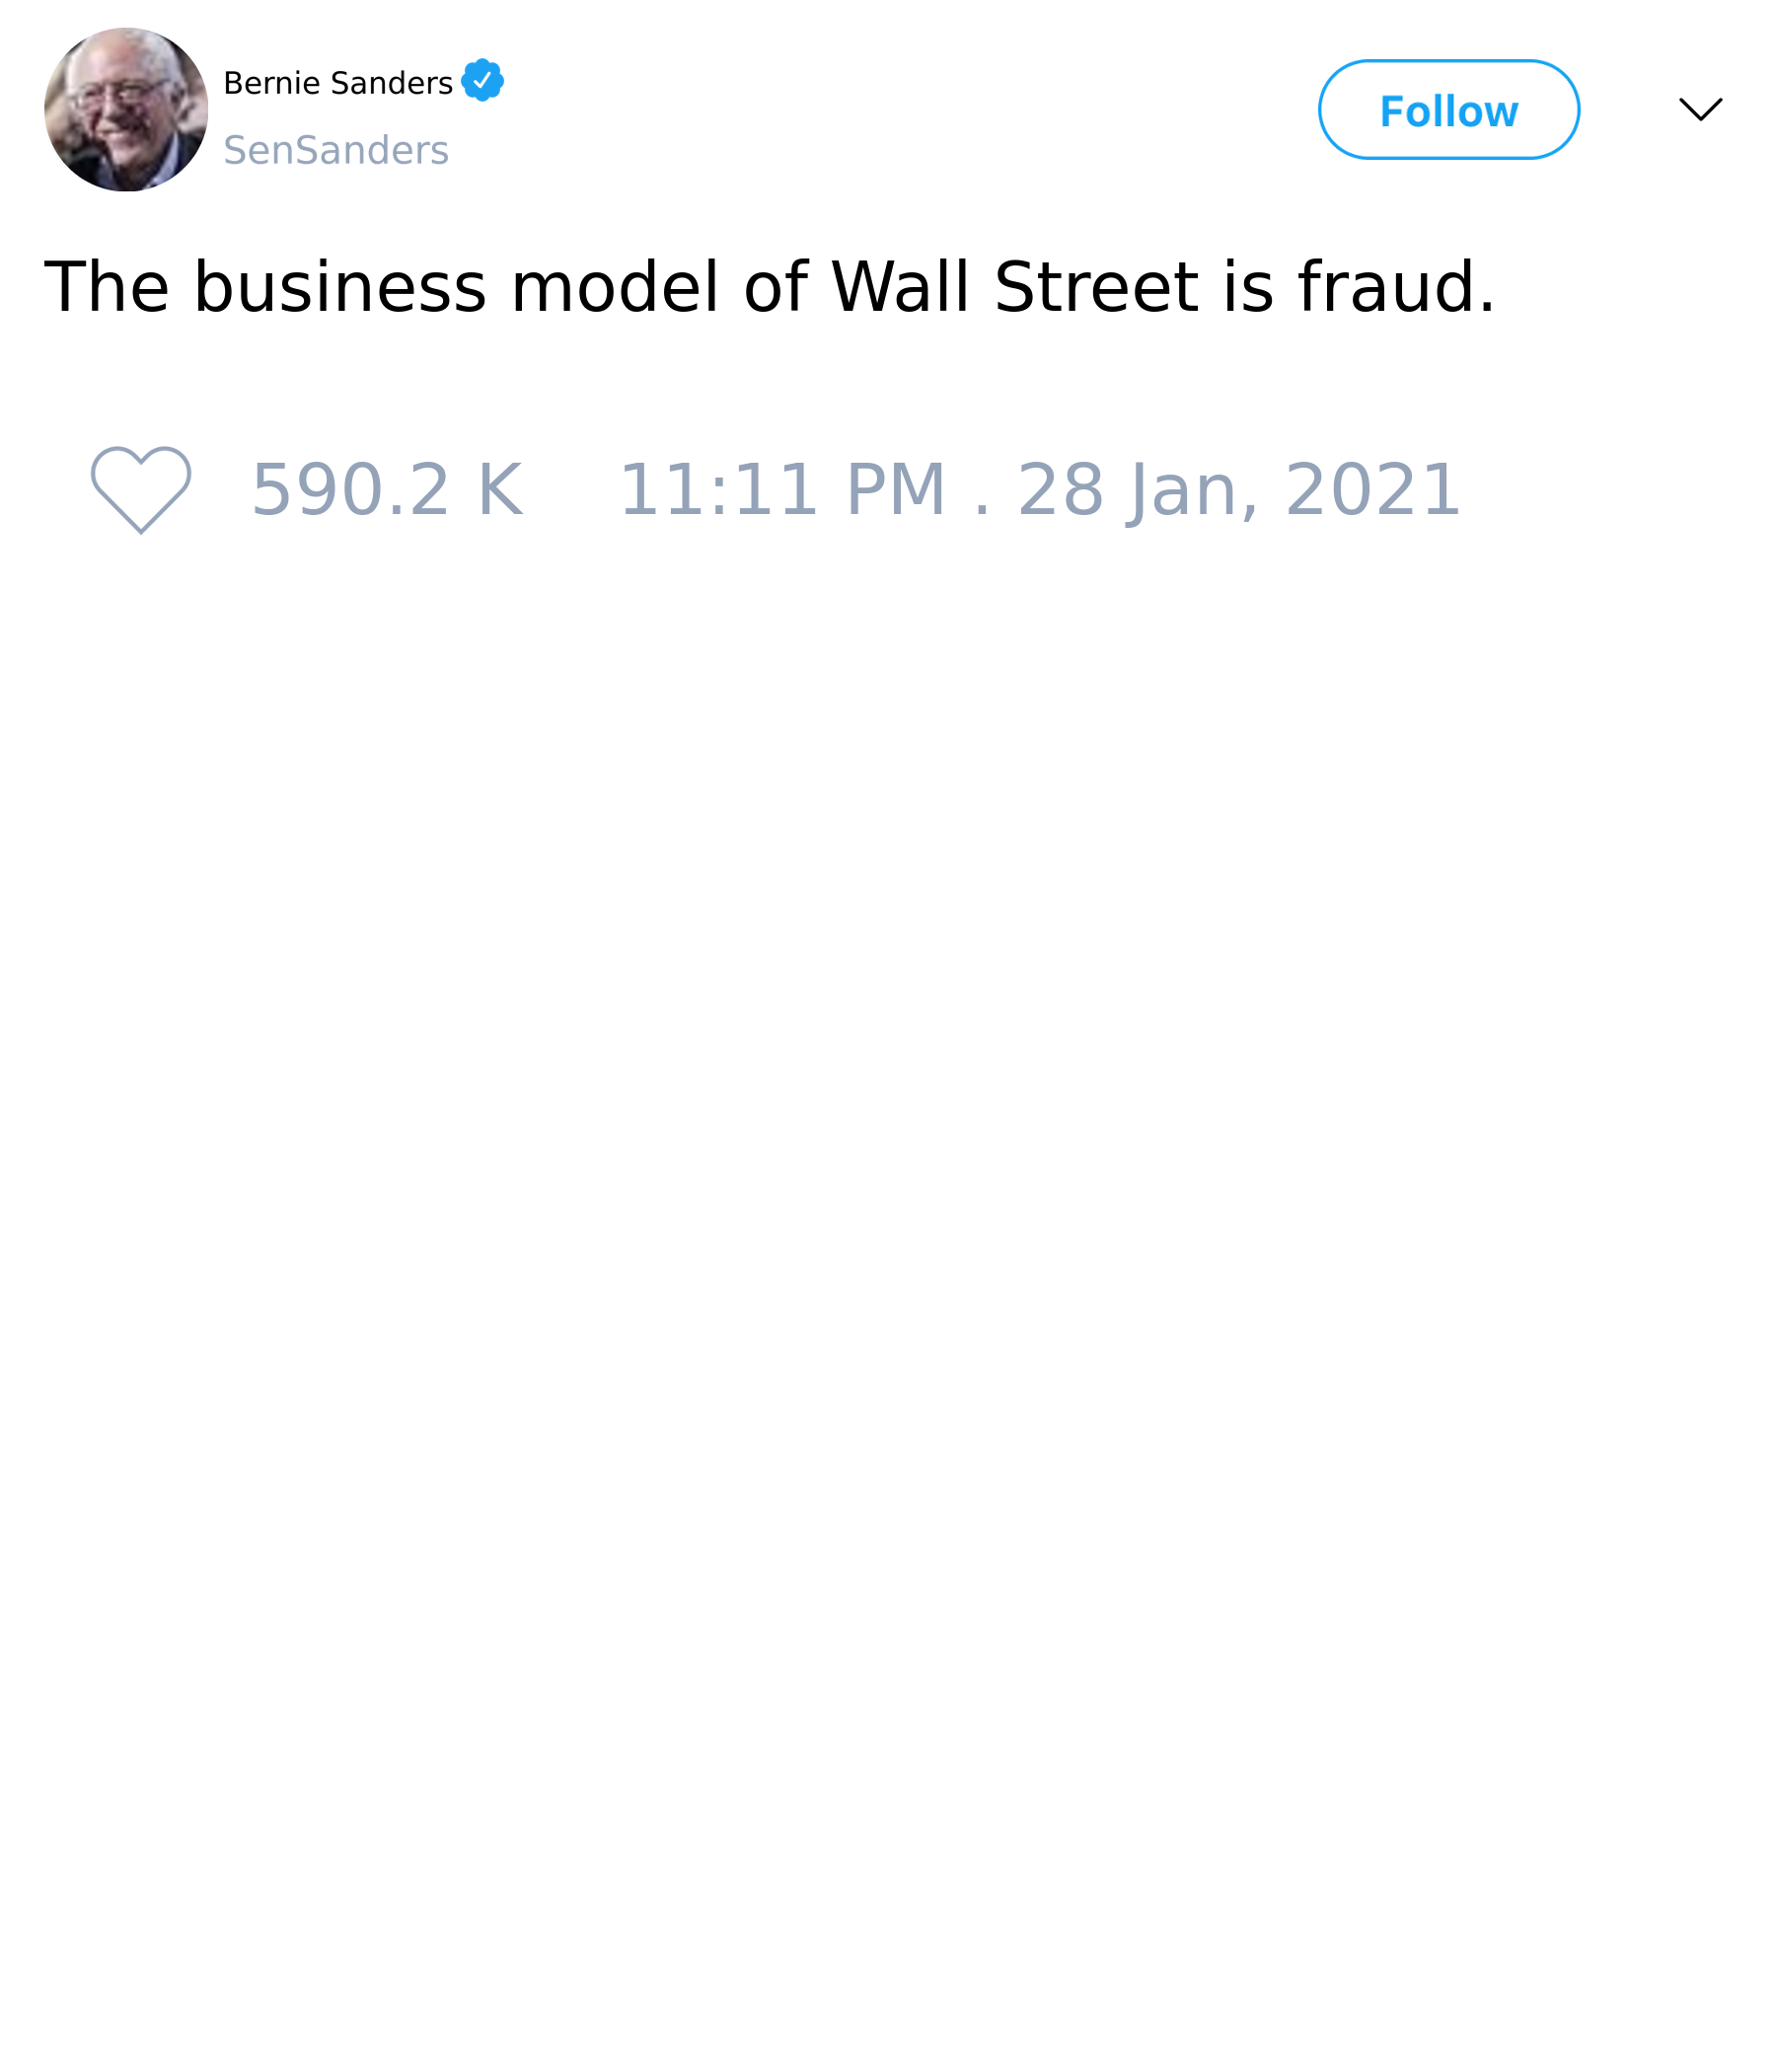 Bernie Sanders
SenSanders
Follow
The business model of Wall Street is fraud.
590.2 K 11:11 PM . 28 Jan, 2021